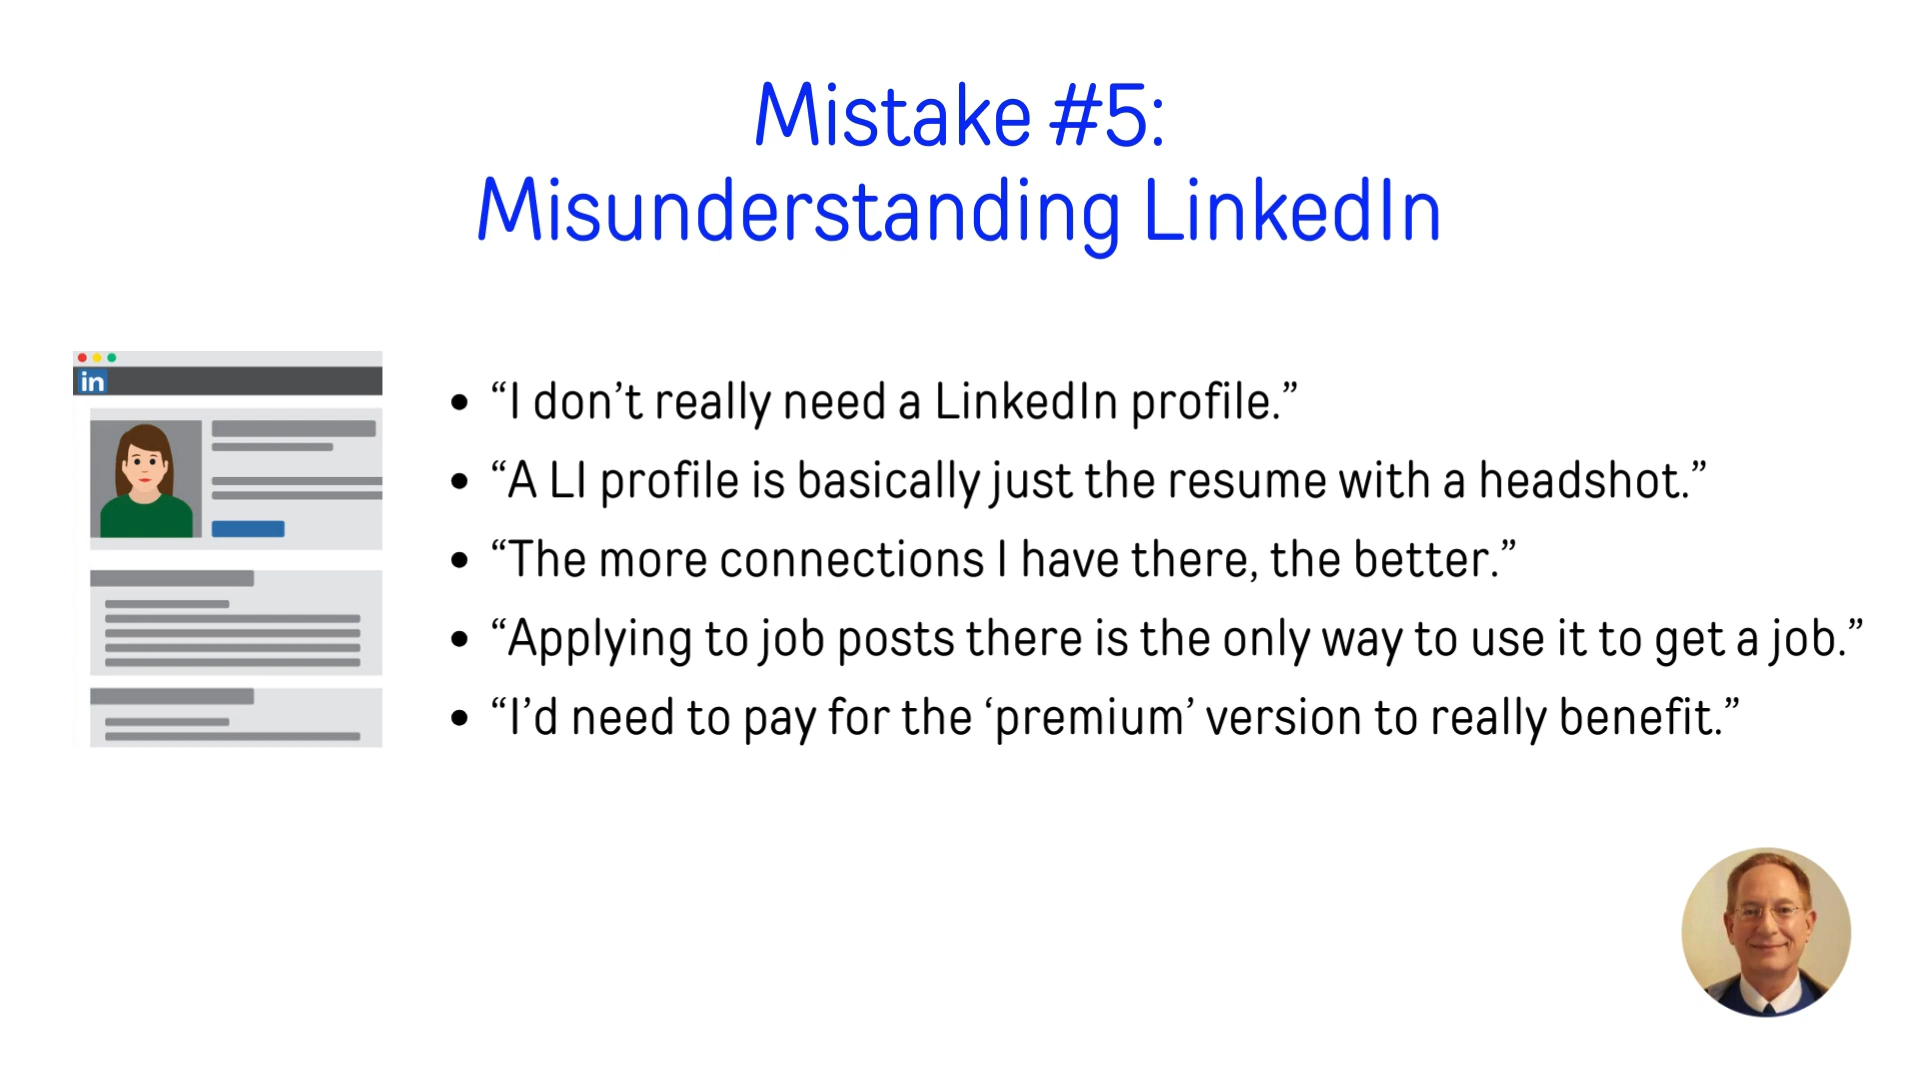 Mistake #5:
Misunderstanding LinkedIn
in
• “I don’t really need a LinkedIn profile.”
• “A LI profile is basically just the resume with a headshot.”
• “The more connections I have there, the better.”
• “Applying to job posts there is the only way to use it to get a job.”
• “I’d need to pay for the ‘premium’ version to really benefit.”